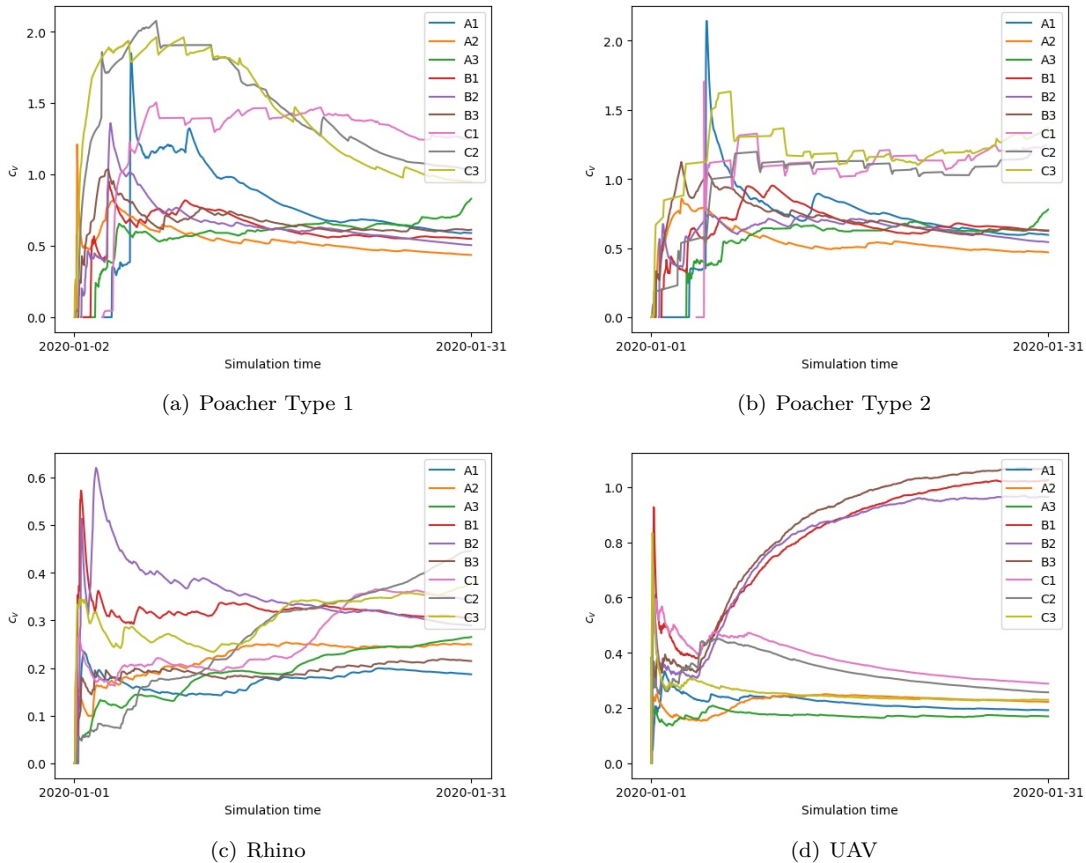 2.0
1.5
1.0
0.5
0.0
c_v
2020-01-02
2020-01-31
Simulation time
A1
A2
A3
B1
B2
B3
C1
C2
C3
(a) Poacher Type 1
2.0
1.5
1.0
0.5
0.0
c_v
2020-01-01
2020-01-31
Simulation time
A1
A2
A3
B1
B2
B3
C1
C2
C3
(b) Poacher Type 2
0.6
0.5
0.4
0.3
0.2
0.1
0.0
c_v
2020-01-01
2020-01-31
Simulation time
A1
A2
A3
B1
B2
B3
C1
C2
C3
(c) Rhino
1.0
0.8
0.6
0.4
0.2
0.0
c_v
2020-01-01
2020-01-31
Simulation time
A1
A2
A3
B1
B2
B3
C1
C2
C3
(d) UAV